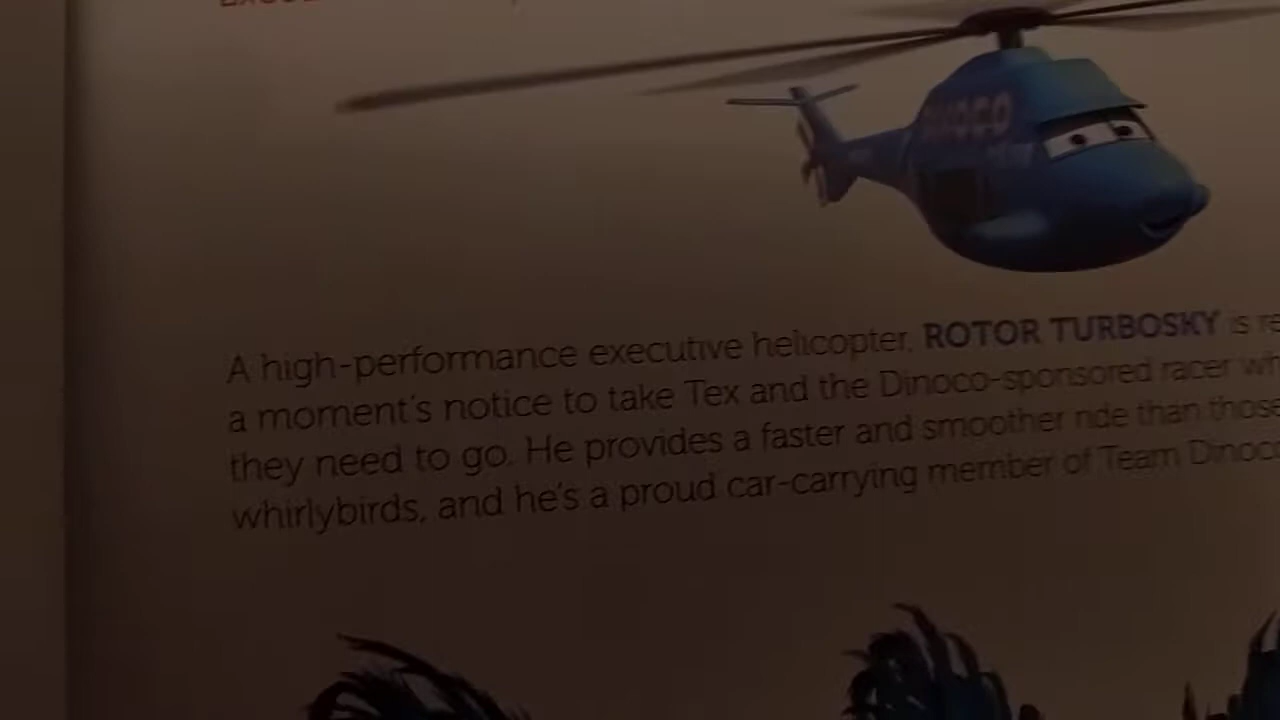 DINOCO
A high-performance executive helicopter, ROTOR TURBOSKY is
a moment's notice to take Tex and the Dinoco-sponsored racer
they need to go. He provides a faster and smoother ride than those
whirlybirds, and he's a proud car-carrying member of Team